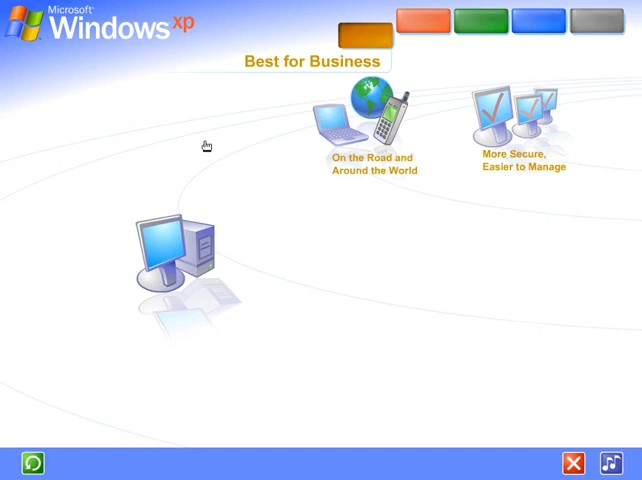 Microsoft®
Windows xp
Best for Business
On the Road and
Around the World
More Secure,
Easier to Manage